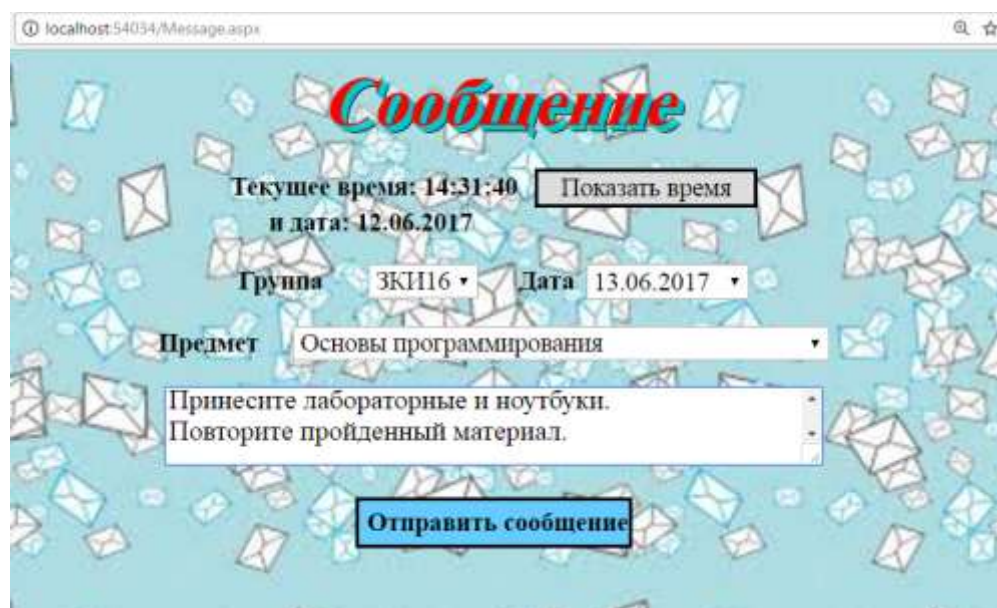 localhost:54034/Message.aspx
Сообщение
Текущее время: 14:31:40 Показать время
и дата: 12.06.2017
Группа ЗКИ16 Дата 13.06.2017
Предмет Основы программирования
Принесите лабораторные и ноутбуки.
Повторите пройденный материал.
Отправить сообщение